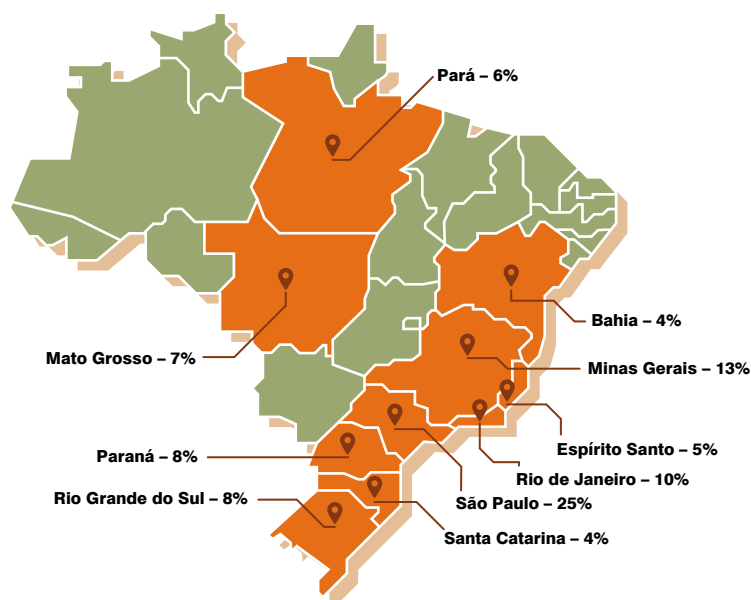 Pará – 6%
Bahia – 4%
Mato Grosso – 7%
Minas Gerais – 13%
Espírito Santo – 5%
Paraná – 8%
Rio de Janeiro – 10%
Rio Grande do Sul – 8%
São Paulo – 25%
Santa Catarina – 4%